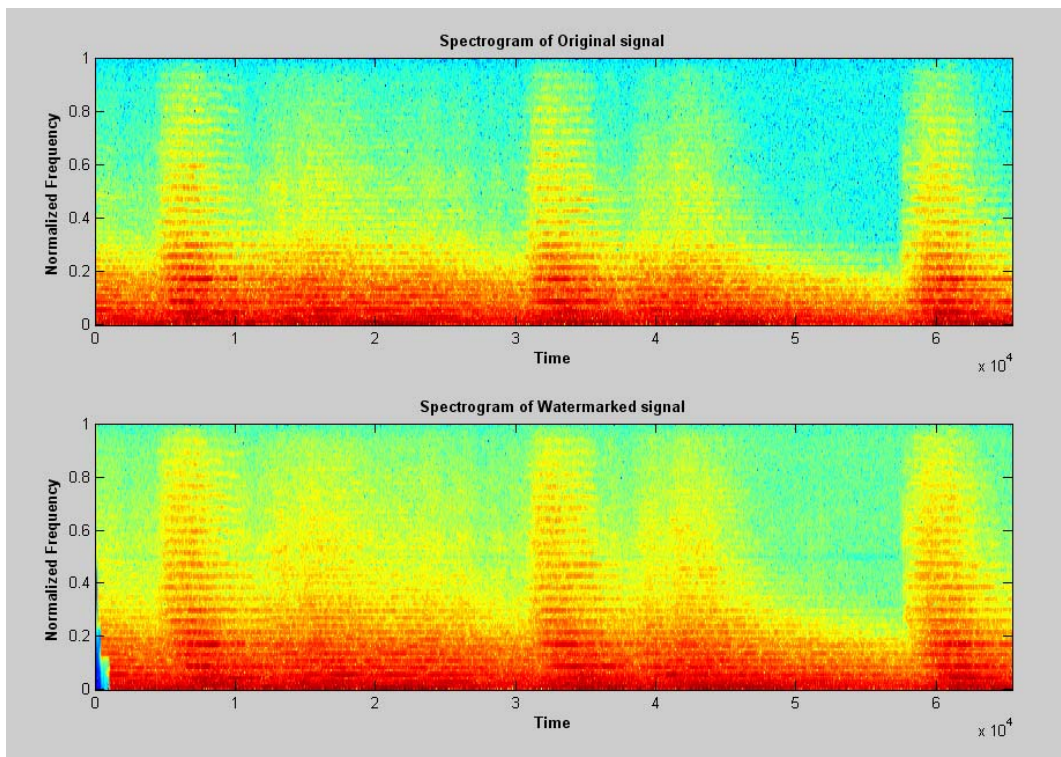 Spectrogram of Original signal
Normalized Frequency
1
0.8
0.6
0.4
0.2
0
0 1 2 3 4 5 6
Time
x 10^4
Spectrogram of Watermarked signal
Normalized Frequency
1
0.8
0.6
0.4
0.2
0
0 1 2 3 4 5 6
Time
x 10^4